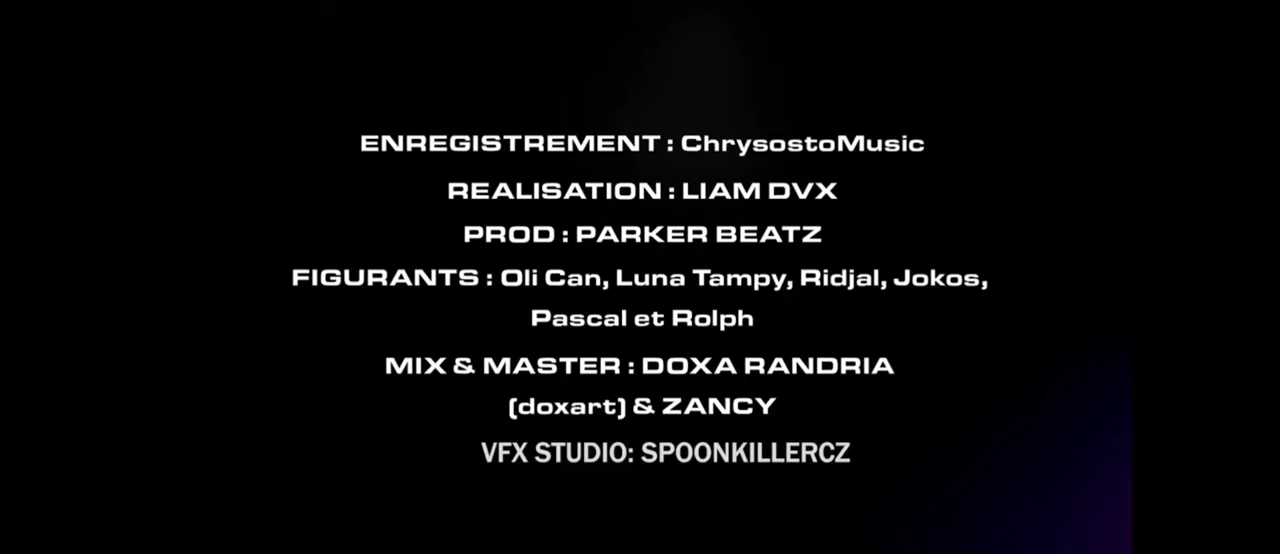 ENREGISTREMENT : ChrysostoMusic
REALISATION : LIAM DVX
PROD : PARKER BEATZ
FIGURANTS : Oli Can, Luna Tampy, Ridjal, Jokos,
Pascal et Rolph
MIX & MASTER : DOXA RANDRIA
(doxart) & ZANCY
VFX STUDIO: SPOONKILLERCZ